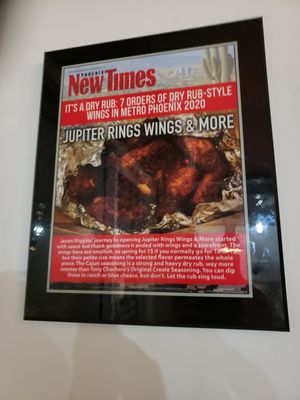 PHOENIX
New Times
IT'S A DRY RUB: 7 ORDERS OF DRY RUB-STYLE
WINGS IN METRO PHOENIX 2020
JUPITER RINGS WINGS & MORE
Jason Higgins' journey to opening Jupiter Rings Wings & More started
with sauce but thank goodness it ended with wings and a storefront. The
wings here are smallish, so spring for 15 if you normally go for 10,
but their petite size means the selected flavor permeates the whole
piece. The Cajun seasoning is a strong and heavy dry rub, way more
intense than Tony Chachere's Original Creole Seasoning. You can dip
these in ranch or blue cheese, but don't. Let the rub sing loud.